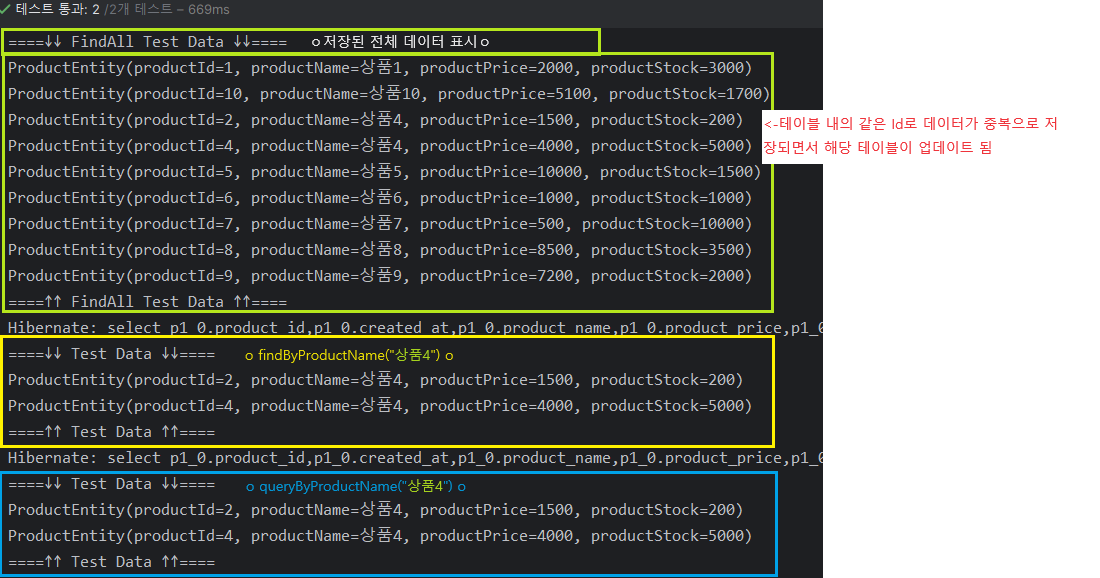 ✓ 테스트 통과: 2 /2개 테스트 – 669ms
====↓↓ FindAll Test Data ↓↓==== ㅇ저장된 전체 데이터 표시ㅇ
ProductEntity(productId=1, productName=상품1, productPrice=2000, productStock=3000)
ProductEntity(productId=10, productName=상품10, productPrice=5100, productStock=1700)
ProductEntity(productId=2, productName=상품4, productPrice=1500, productStock=200)
<-테이블 내의 같은 Id로 데이터가 중복으로 저
장되면서 해당 테이블이 업데이트 됨
ProductEntity(productId=4, productName=상품4, productPrice=4000, productStock=5000)
ProductEntity(productId=5, productName=상품5, productPrice=10000, productStock=1500)
ProductEntity(productId=6, productName=상품6, productPrice=1000, productStock=1000)
ProductEntity(productId=7, productName=상품7, productPrice=500, productStock=10000)
ProductEntity(productId=8, productName=상품8, productPrice=8500, productStock=3500)
ProductEntity(productId=9, productName=상품9, productPrice=7200, productStock=2000)
====↑↑ FindAll Test Data ↑↑====
Hibernate: select p1_0.product_id,p1_0.created_at,p1_0.product_name,p1_0.product_price,p1_0
====↓↓ Test Data ↓↓==== ㅇ findByProductName("상품4") ㅇ
ProductEntity(productId=2, productName=상품4, productPrice=1500, productStock=200)
ProductEntity(productId=4, productName=상품4, productPrice=4000, productStock=5000)
====↑↑ Test Data ↑↑====
Hibernate: select p1_0.product_id,p1_0.created_at,p1_0.product_name,p1_0.product_price,p1_0
====↓↓ Test Data ↓↓==== ㅇ queryByProductName("상품4") ㅇ
ProductEntity(productId=2, productName=상품4, productPrice=1500, productStock=200)
ProductEntity(productId=4, productName=상품4, productPrice=4000, productStock=5000)
====↑↑ Test Data ↑↑====